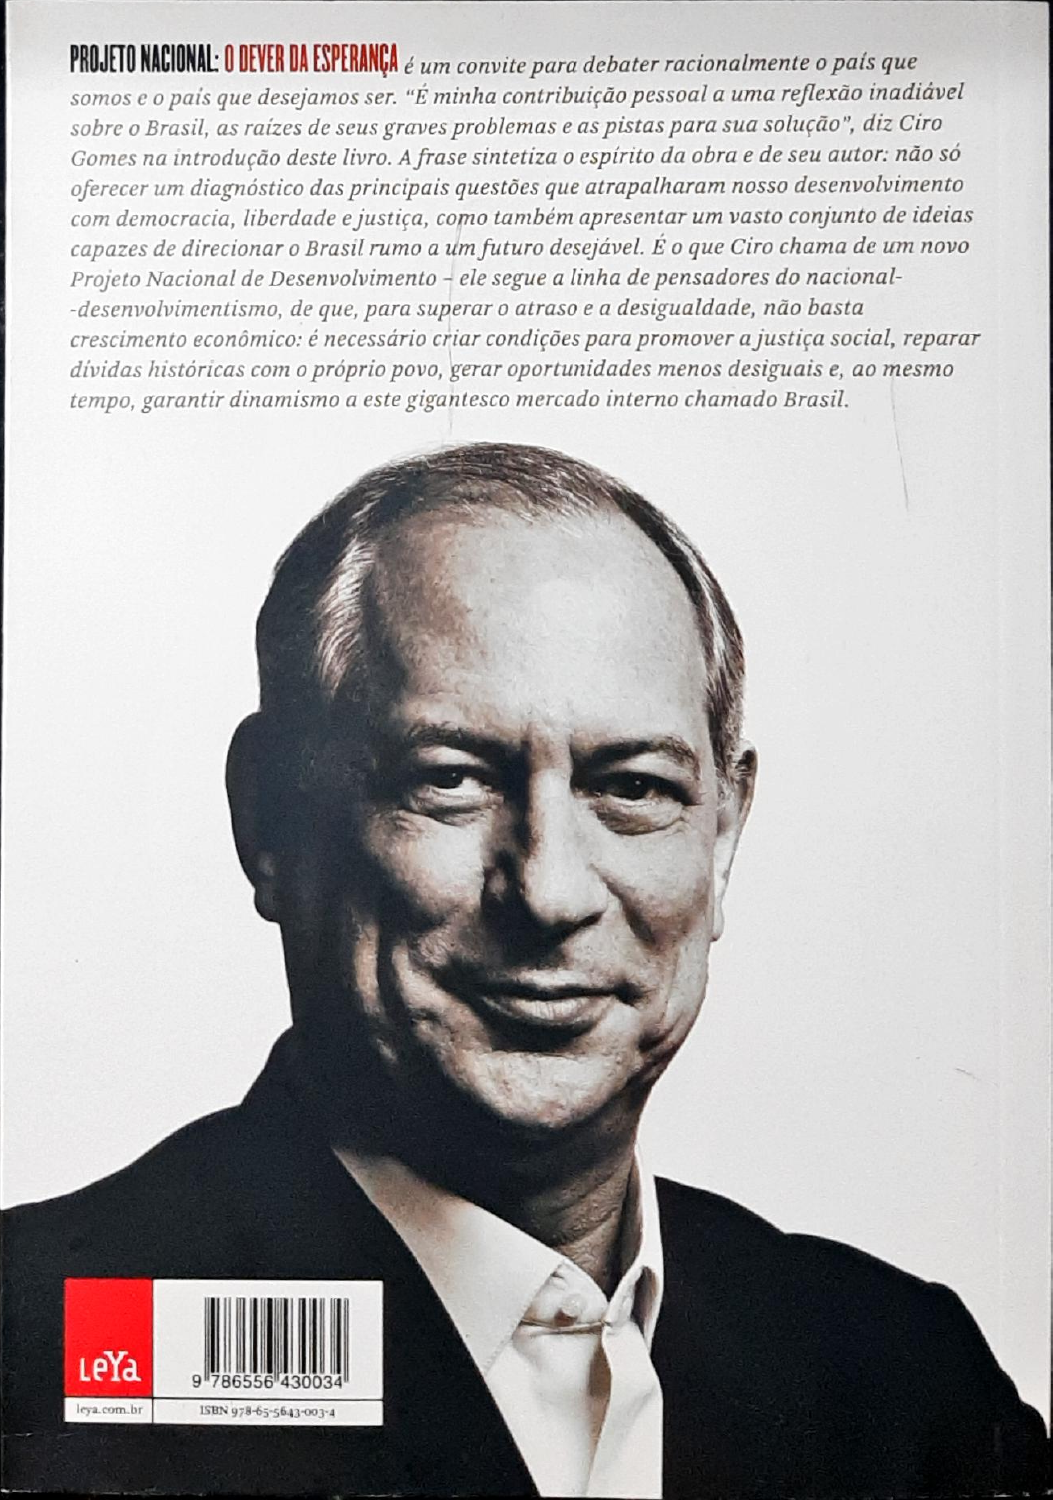 PROJETO NACIONAL: O DEVER DA ESPERANÇA é um convite para debater racionalmente o país que
somos e o país que desejamos ser. “É minha contribuição pessoal a uma reflexão inadiável
sobre o Brasil, as raízes de seus graves problemas e as pistas para sua solução”, diz Ciro
Gomes na introdução deste livro. A frase sintetiza o espírito da obra e de seu autor: não só
oferecer um diagnóstico das principais questões que atrapalharam nosso desenvolvimento
com democracia, liberdade e justiça, como também apresentar um vasto conjunto de ideias
capazes de direcionar o Brasil rumo a um futuro desejável. É o que Ciro chama de um novo
Projeto Nacional de Desenvolvimento – ele segue a linha de pensadores do nacional-
-desenvolvimentismo, de que, para superar o atraso e a desigualdade, não basta
crescimento econômico: é necessário criar condições para promover a justiça social, reparar
dívidas históricas com o próprio povo, gerar oportunidades menos desiguais e, ao mesmo
tempo, garantir dinamismo a este gigantesco mercado interno chamado Brasil.
LeYa
leya.com.br
9 786556 430034
ISBN 978-65-5643-003-4